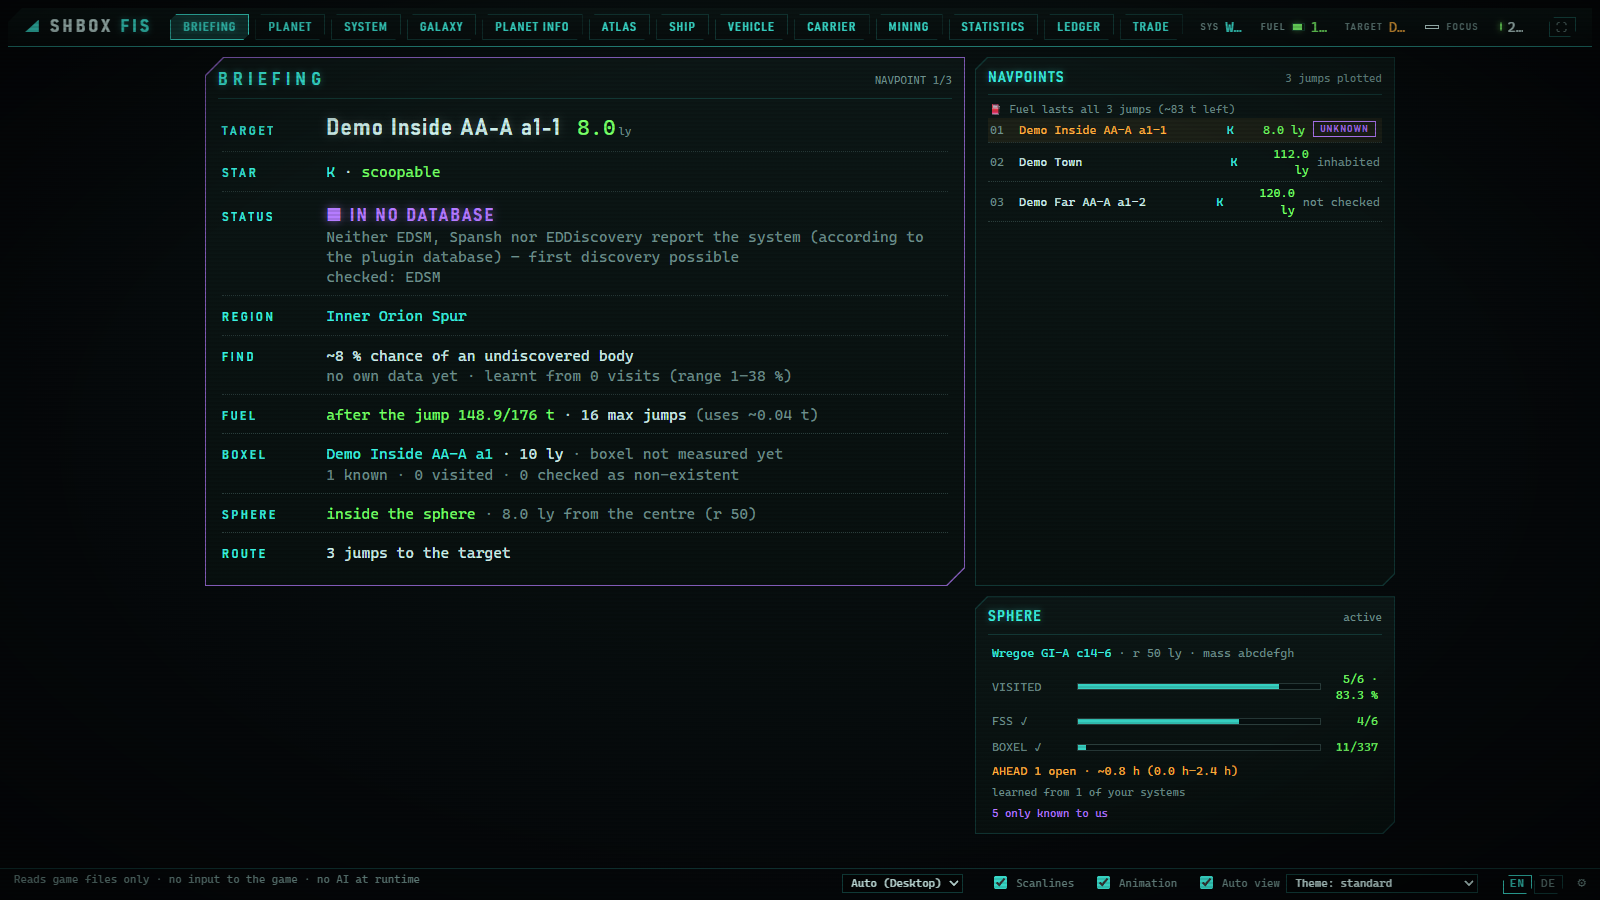 SHBOX FIS BRIEFING PLANET SYSTEM GALAXY PLANET INFO ATLAS SHIP VEHICLE CARRIER MINING STATISTICS LEDGER TRADE SYS W… FUEL 1… TARGET D… FOCUS 2…
BRIEFING NAVPOINT 1/3
TARGET Demo Inside AA-A a1-1 8.0 ly
STAR K · scoopable
STATUS IN NO DATABASE
Neither EDSM, Spansh nor EDDiscovery report the system (according to
the plugin database) — first discovery possible
checked: EDSM
REGION Inner Orion Spur
FIND ~8 % chance of an undiscovered body
no own data yet · learnt from 0 visits (range 1–38 %)
FUEL after the jump 148.9/176 t · 16 max jumps (uses ~0.04 t)
BOXEL Demo Inside AA-A a1 · 10 ly · boxel not measured yet
1 known · 0 visited · 0 checked as non-existent
SPHERE inside the sphere · 8.0 ly from the centre (r 50)
ROUTE 3 jumps to the target
NAVPOINTS 3 jumps plotted
Fuel lasts all 3 jumps (~83 t left)
01 Demo Inside AA-A a1-1 K 8.0 ly UNKNOWN
02 Demo Town K 112.0 ly inhabited
03 Demo Far AA-A a1-2 K 120.0 ly not checked
SPHERE active
Wregoe GI-A c14-6 · r 50 ly · mass abcdefgh
VISITED 5/6 · 83.3 %
FSS ✓ 4/6
BOXEL ✓ 11/337
AHEAD 1 open · ~0.8 h (0.0 h–2.4 h)
learned from 1 of your systems
5 only known to us
Reads game files only · no input to the game · no AI at runtime Auto (Desktop) Scanlines Animation Auto view Theme: standard EN DE